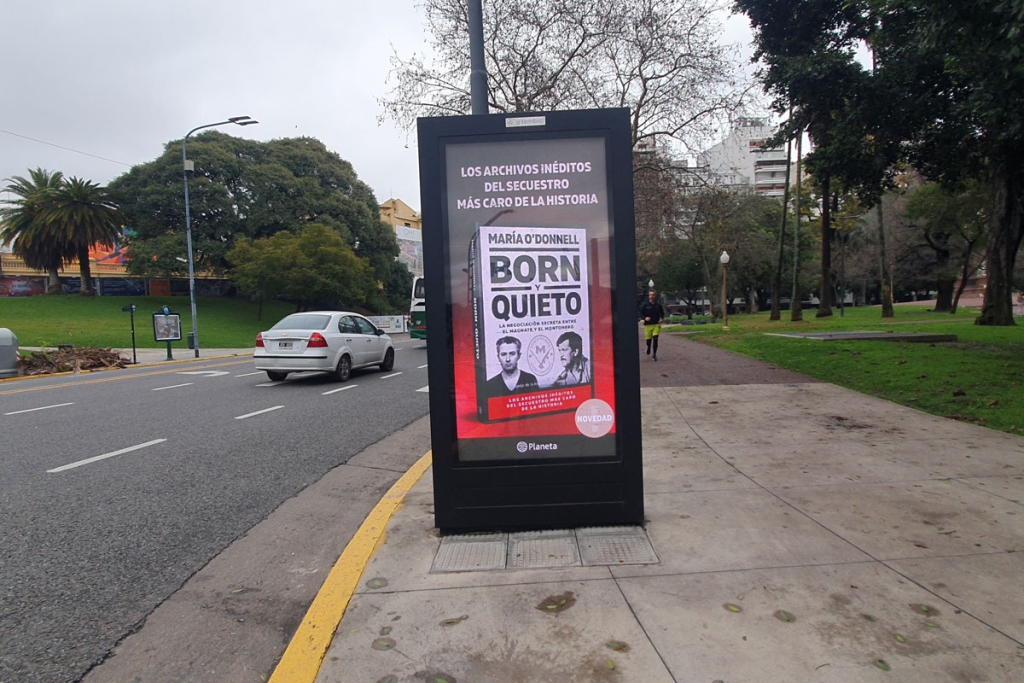 LOS ARCHIVOS INÉDITOS
DEL SECUESTRO
MÁS CARO DE LA HISTORIA
MARÍA O'DONNELL
BORN
Y
QUIETO
LA NEGOCIACIÓN SECRETA ENTRE
EL MAGNATE Y EL MONTONERO
LOS ARCHIVOS INÉDITOS
DEL SECUESTRO MÁS CARO
DE LA HISTORIA
NOVEDAD
Planeta